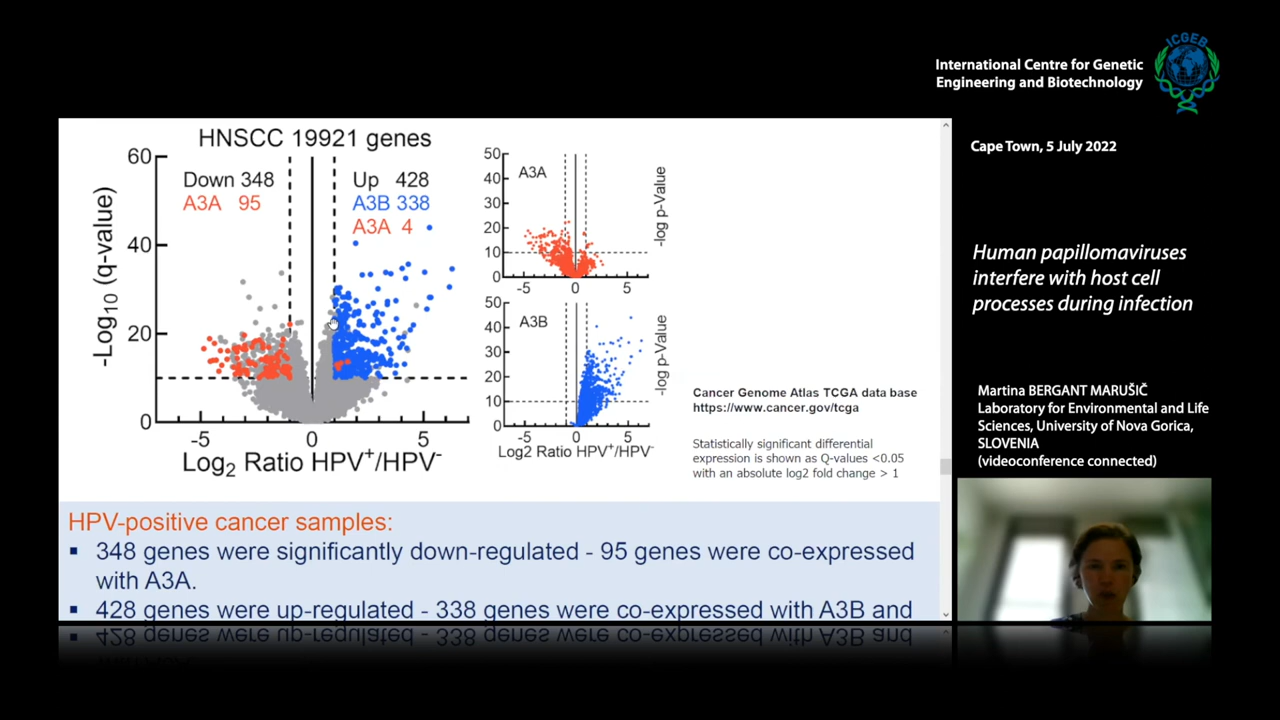 ICGEB
International Centre for Genetic
Engineering and Biotechnology
Cape Town, 5 July 2022
Human papillomaviruses
interfere with host cell
processes during infection
Martina BERGANT MARUŠIČ
Laboratory for Environmental and Life
Sciences, University of Nova Gorica,
SLOVENIA
(videoconference connected)
HNSCC 19921 genes
-Log10 (q-value)
60
40
20
0
Down 348
A3A 95
Up 428
A3B 338
A3A 4
-5 0 5
Log2 Ratio HPV+/HPV-
50
40
30
20
10
0
A3A
-log p-Value
-5 0 5
50
40
30
20
10
0
A3B
-log p-Value
-5 0 5
Log2 Ratio HPV+/HPV-
Cancer Genome Atlas TCGA data base
https://www.cancer.gov/tcga
Statistically significant differential
expression is shown as Q-values <0.05
with an absolute log2 fold change > 1
HPV-positive cancer samples:
▪ 348 genes were significantly down-regulated - 95 genes were co-expressed
with A3A.
▪ 428 genes were up-regulated - 338 genes were co-expressed with A3B and